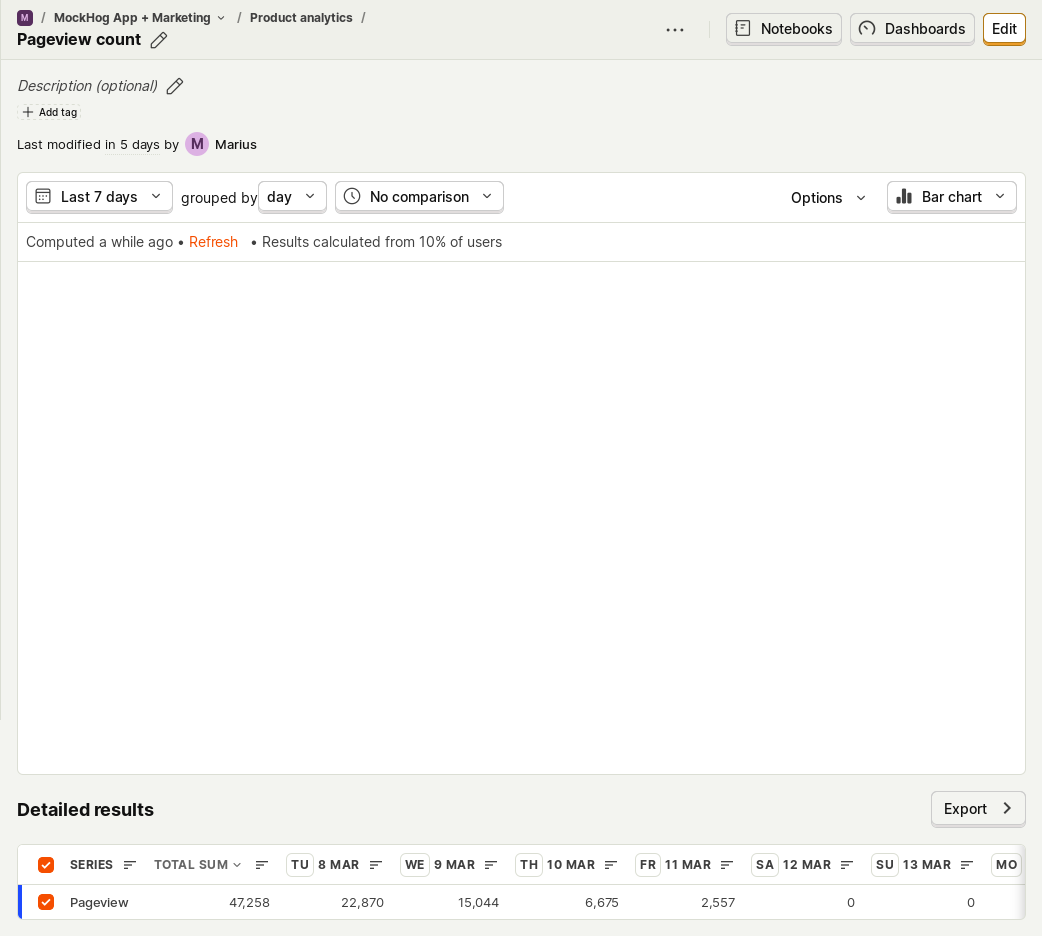 M / MockHog App + Marketing / Product analytics /
Pageview count
Notebooks
Dashboards
Edit
Description (optional)
Add tag
Last modified in 5 days by M Marius
Last 7 days grouped by day No comparison Options Bar chart
Computed a while ago • Refresh • Results calculated from 10% of users
Detailed results
Export
SERIES TOTAL SUM TU 8 MAR WE 9 MAR TH 10 MAR FR 11 MAR SA 12 MAR SU 13 MAR MO
Pageview 47,258 22,870 15,044 6,675 2,557 0 0